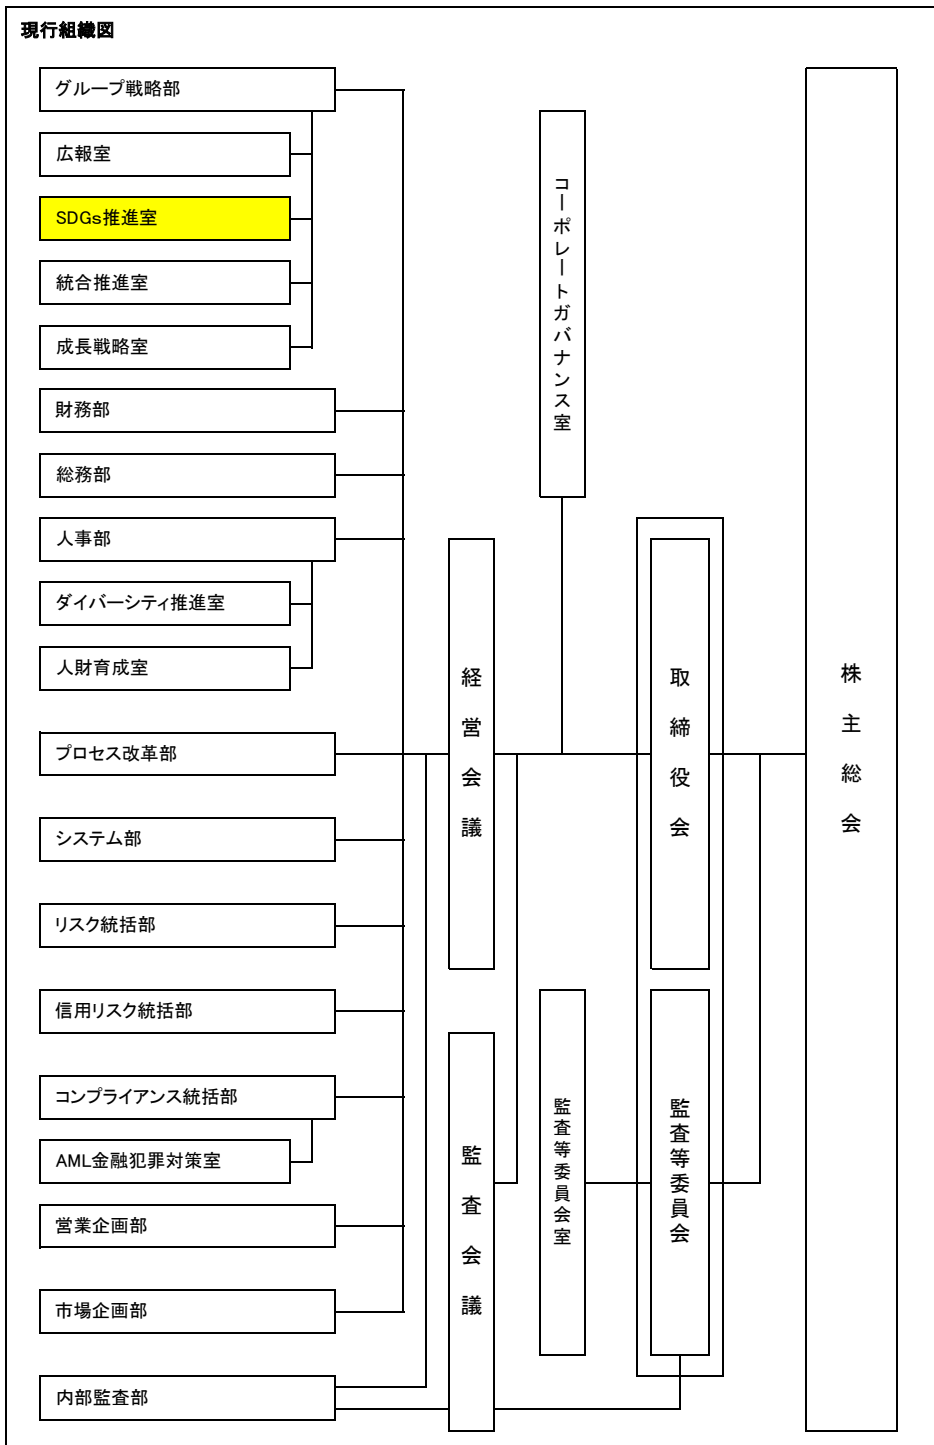 現行組織図
グループ戦略部
広報室
SDGs推進室
統合推進室
成長戦略室
財務部
総務部
人事部
ダイバーシティ推進室
人財育成室
プロセス改革部
システム部
リスク統括部
信用リスク統括部
コンプライアンス統括部
AML金融犯罪対策室
営業企画部
市場企画部
内部監査部
経営会議
監査会議
コーポレートガバナンス室
監査等委員会室
取締役会
監査等委員会
株主総会